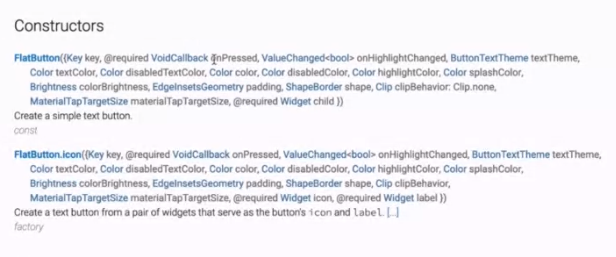 Constructors
FlatButton({Key key, @required VoidCallback onPressed, ValueChanged<bool> onHighlightChanged, ButtonTextTheme textTheme,
Color textColor, Color disabledTextColor, Color color, Color disabledColor, Color highlightColor, Color splashColor,
Brightness colorBrightness, EdgeInsetsGeometry padding, ShapeBorder shape, Clip clipBehavior: Clip.none,
MaterialTapTargetSize materialTapTargetSize, @required Widget child })
Create a simple text button.
const
FlatButton.icon({Key key, @required VoidCallback onPressed, ValueChanged<bool> onHighlightChanged, ButtonTextTheme textTheme,
Color textColor, Color disabledTextColor, Color color, Color disabledColor, Color highlightColor, Color splashColor,
Brightness colorBrightness, EdgeInsetsGeometry padding, ShapeBorder shape, Clip clipBehavior,
MaterialTapTargetSize materialTapTargetSize, @required Widget icon, @required Widget label })
Create a text button from a pair of widgets that serve as the button's icon and label. [...]
factory